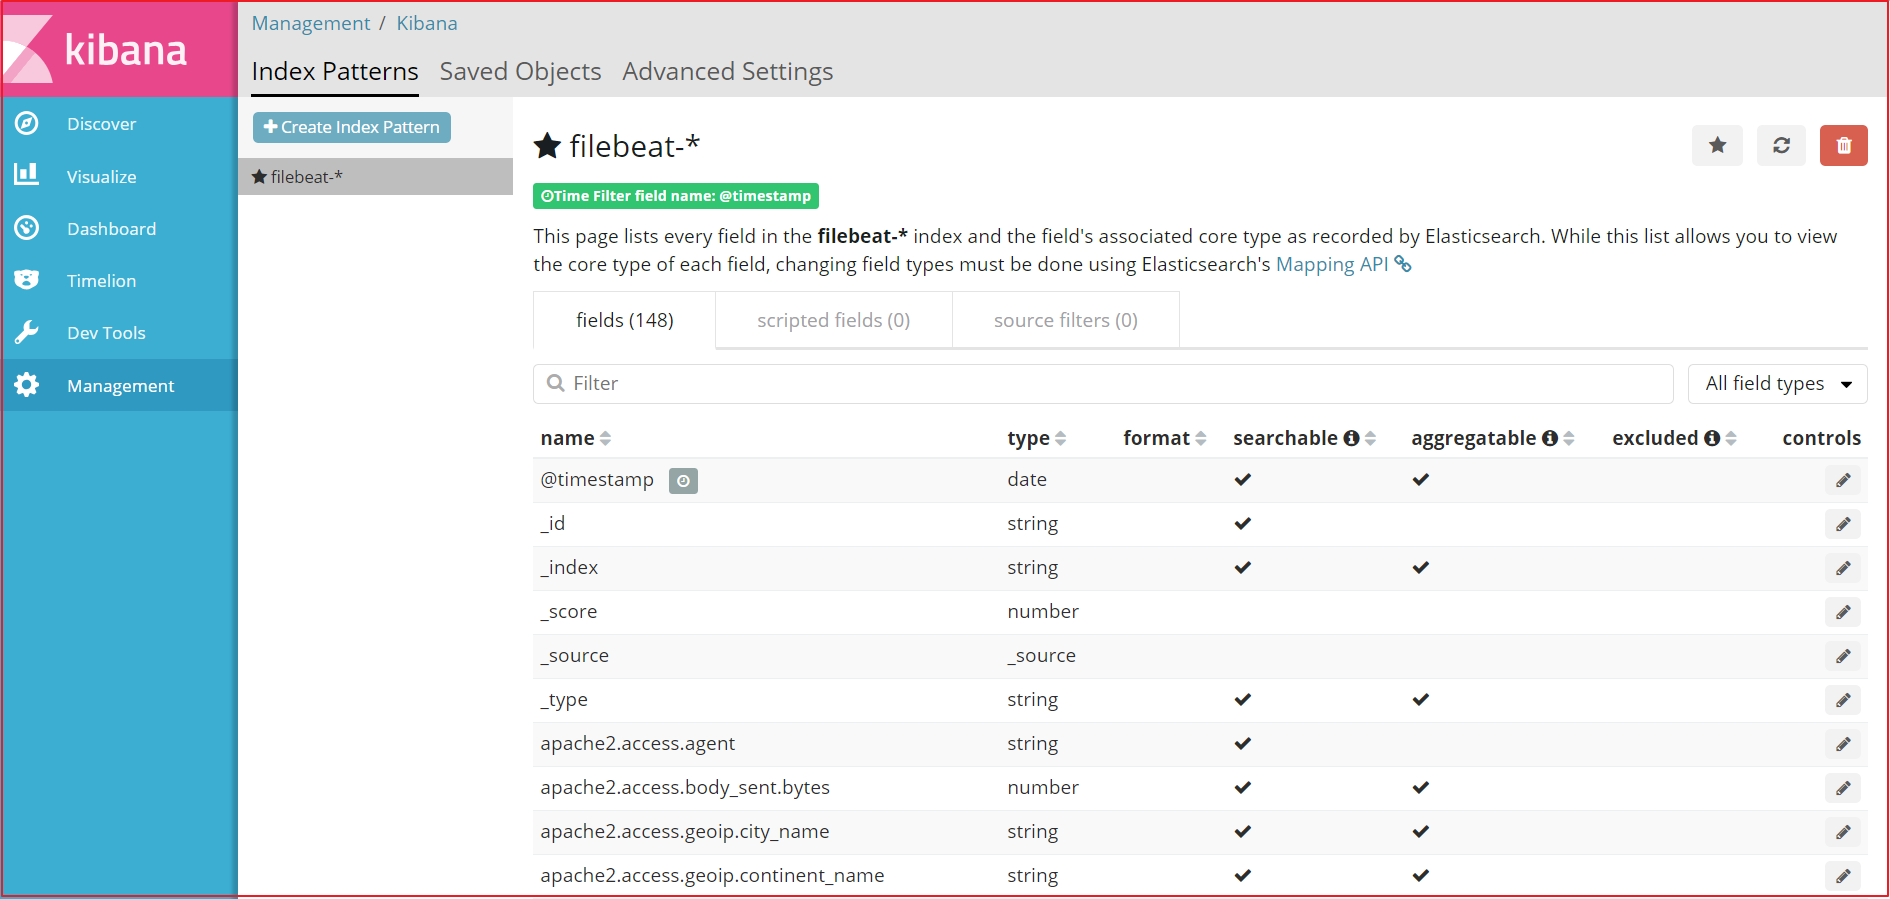 kibana
Discover
Visualize
Dashboard
Timelion
Dev Tools
Management
Management / Kibana
Index Patterns Saved Objects Advanced Settings
Create Index Pattern
filebeat-*
filebeat-*
Time Filter field name: @timestamp
This page lists every field in the filebeat-* index and the field's associated core type as recorded by Elasticsearch. While this list allows you to view
the core type of each field, changing field types must be done using Elasticsearch's Mapping API
fields (148) scripted fields (0) source filters (0)
Filter All field types
name type format searchable aggregatable excluded controls
@timestamp date
_id string
_index string
_score number
_source _source
_type string
apache2.access.agent string
apache2.access.body_sent.bytes number
apache2.access.geoip.city_name string
apache2.access.geoip.continent_name string